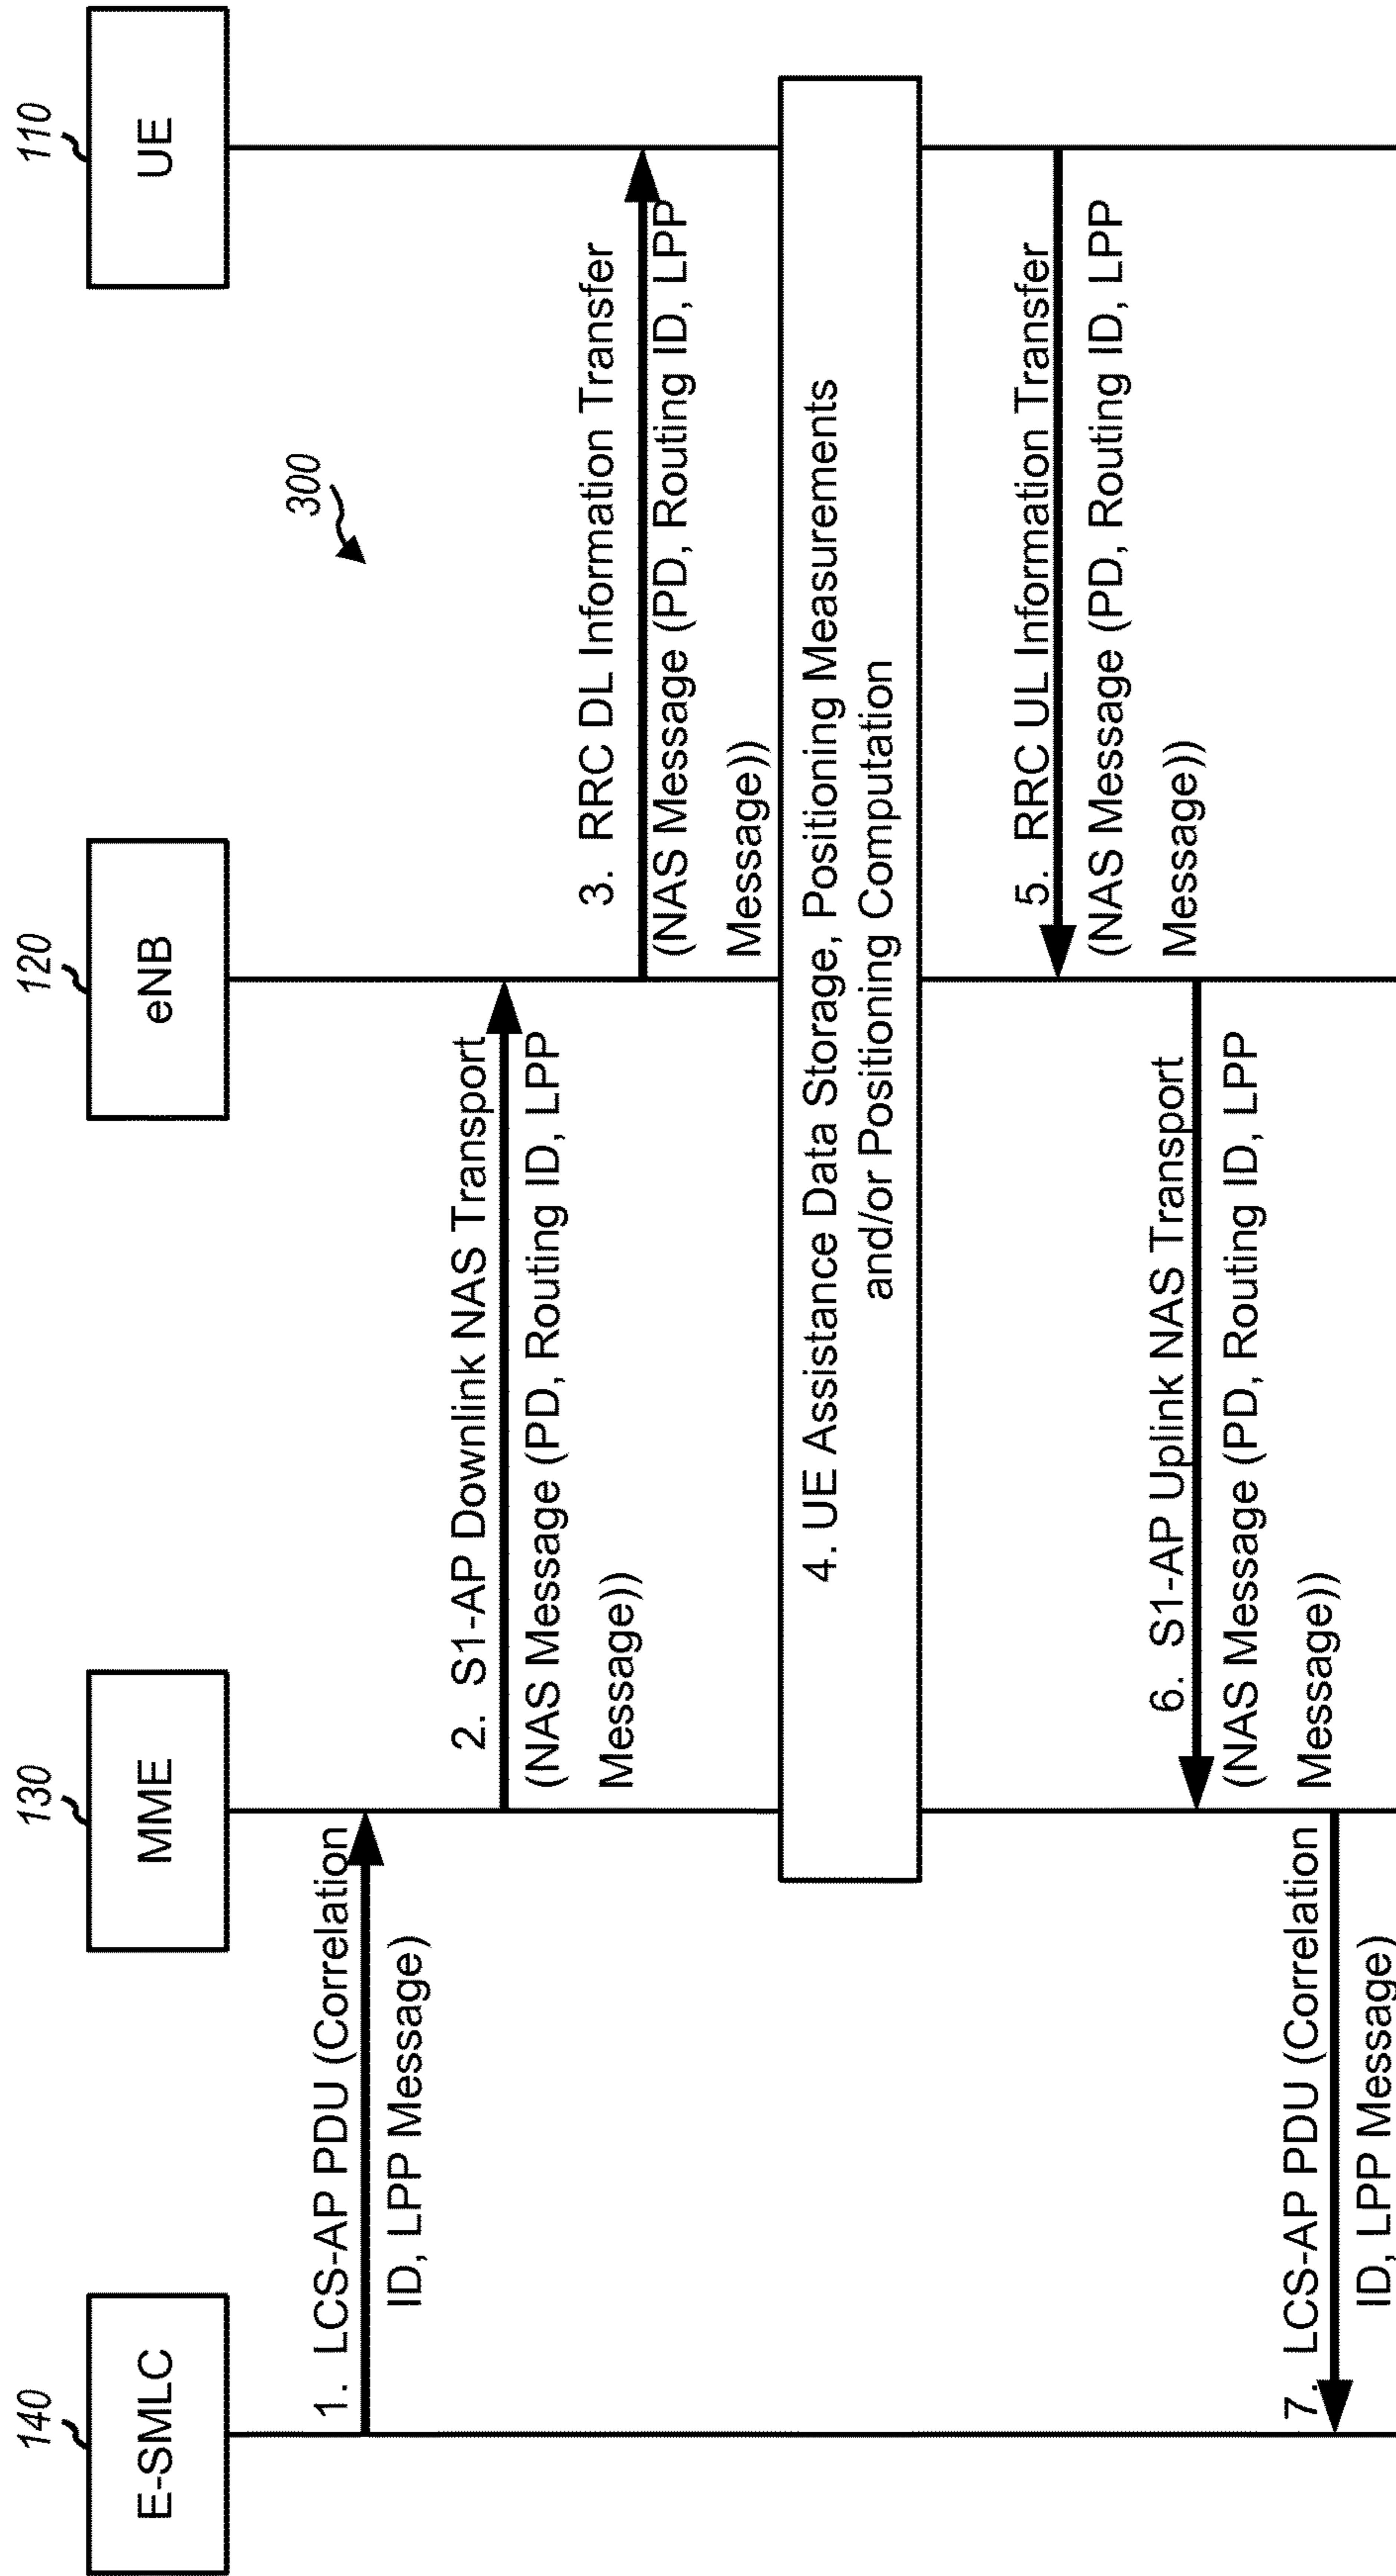 140
130
120
110
E-SMLC
MME
eNB
UE
1. LCS-AP PDU (Correlation
ID, LPP Message)
300
2. S1-AP Downlink NAS Transport
(NAS Message (PD, Routing ID, LPP
Message))
3. RRC DL Information Transfer
(NAS Message (PD, Routing ID, LPP
Message))
4. UE Assistance Data Storage, Positioning Measurements
and/or Positioning Computation
5. RRC UL Information Transfer
(NAS Message (PD, Routing ID, LPP
Message))
6. S1-AP Uplink NAS Transport
(NAS Message (PD, Routing ID, LPP
Message))
7. LCS-AP PDU (Correlation
ID, LPP Message)